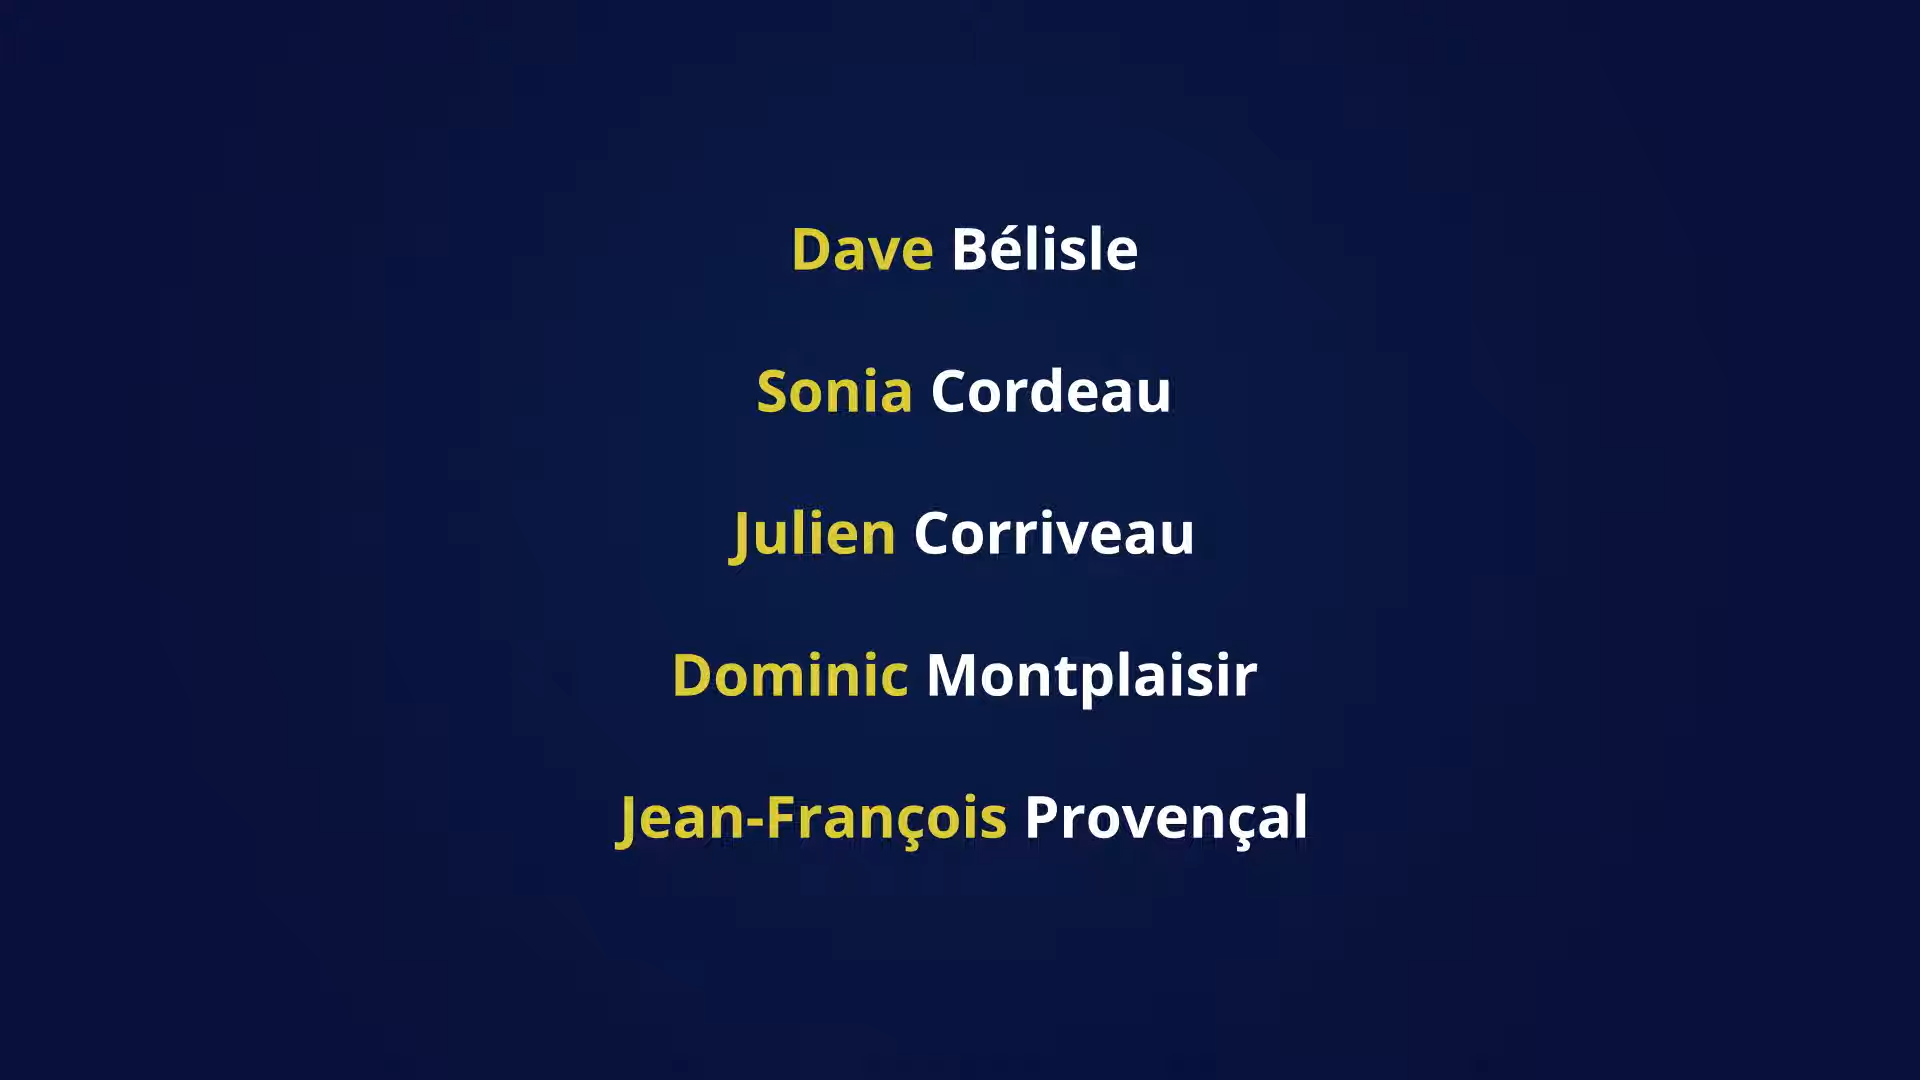 Dave Bélisle
Sonia Cordeau
Julien Corriveau
Dominic Montplaisir
Jean-François Provençal